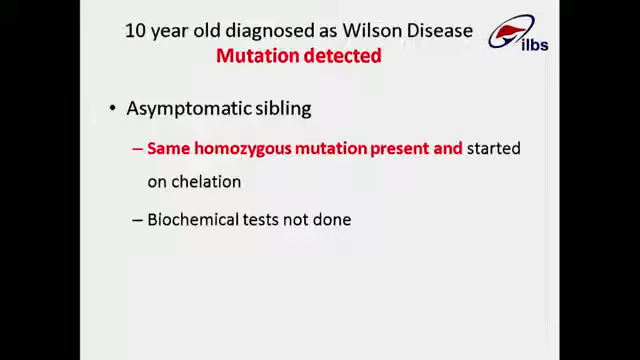 10 year old diagnosed as Wilson Disease
Mutation detected
ilbs
• Asymptomatic sibling
– Same homozygous mutation present and started
on chelation
– Biochemical tests not done